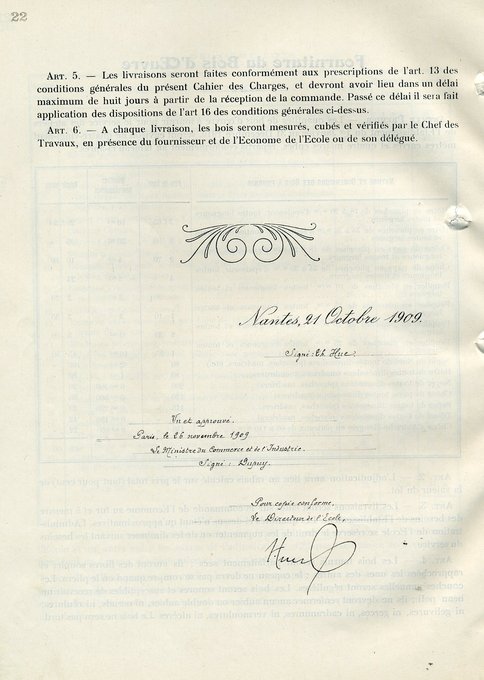 22
ART. 5. — Les livraisons seront faites conformément aux prescriptions de l'art. 13 des
conditions générales du présent Cahier des Charges, et devront avoir lieu dans un délai
maximum de huit jours à partir de la réception de la commande. Passé ce délai il sera fait
application des dispositions de l'art 16 des conditions générales ci-dessus.
ART. 6. — A chaque livraison, les bois seront mesurés, cubés et vérifiés par le Chef des
Travaux, en présence du fournisseur et de l'Econome de l'Ecole ou de son délégué.
Nantes, 21 Octobre 1909.
Signé: Ch. Huc.
Vu et approuvé.
Paris, le 26 novembre 1909
Le Ministre du Commerce et de l'Industrie.
Signé : Dupuy.
Pour copie conforme.
Le Directeur de l'Ecole,
Huc